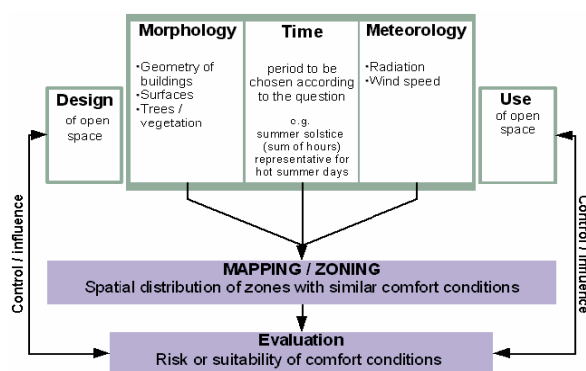 Morphology
•Geometry of
buildings
•Surfaces
•Trees /
vegetation
Time
period to be
chosen according
to the question
e.g.
summer solstice
(sum of hours)
representative for
hot summer days
Meteorology
•Radiation
•Wind speed
Design
of open
space
Use
of open
space
Control / influence
Control / influence
MAPPING / ZONING
Spatial distribution of zones with similar comfort conditions
Evaluation
Risk or suitability of comfort conditions